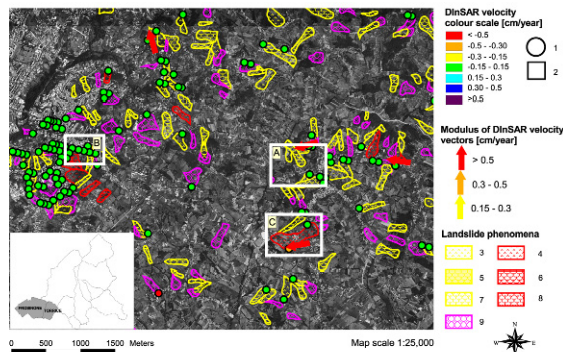 DInSAR velocity
colour scale [cm/year]
< -0.5
-0.5 - -0.30
-0.3 - -0.15
-0.15 - 0.15
0.15 - 0.3
0.30 - 0.5
>0.5
1
2
Modulus of DInSAR velocity
vectors [cm/year]
> 0.5
0.3 - 0.5
0.15 - 0.3
Landslide phenomena
3
4
5
6
7
8
9
A
B
C
N
W
E
S
0
500
1000
1500
Meters
Map scale 1:25,000